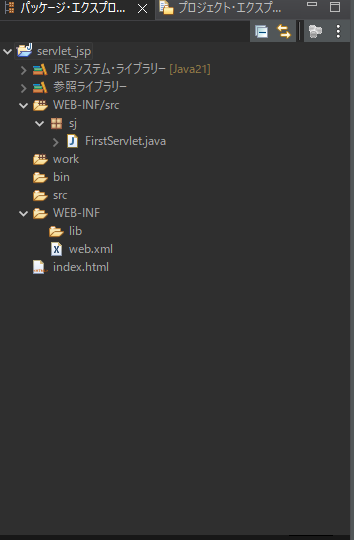 パッケージ・エクスプロ... プロジェクト・エクスプ...
servlet_jsp
JRE システム・ライブラリー [Java21]
参照ライブラリー
WEB-INF/src
sj
FirstServlet.java
work
bin
src
WEB-INF
lib
web.xml
index.html